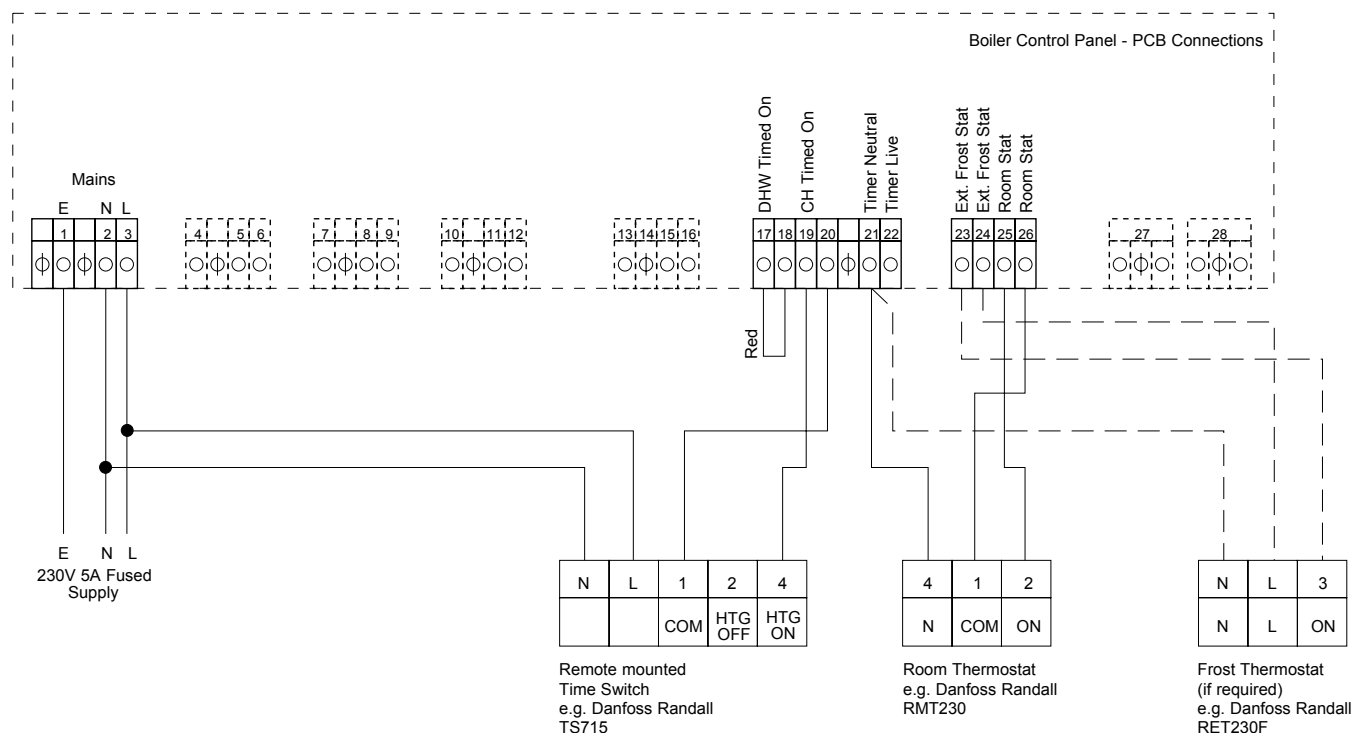 Boiler Control Panel - PCB Connections
DHW Timed On
CH Timed On
Timer Neutral
Timer Live
Ext. Frost Stat
Ext. Frost Stat
Room Stat
Room Stat
Mains
E N L
1 2 3
4 5 6
7 8 9
10 11 12
13 14 15 16
17 18 19 20 21 22
23 24 25 26
27
28
Red
E N L
230V 5A Fused
Supply
N L 1 2 4
COM HTG OFF HTG ON
Remote mounted
Time Switch
e.g. Danfoss Randall
TS715
4 1 2
N COM ON
Room Thermostat
e.g. Danfoss Randall
RMT230
N L 3
N L ON
Frost Thermostat
(if required)
e.g. Danfoss Randall
RET230F